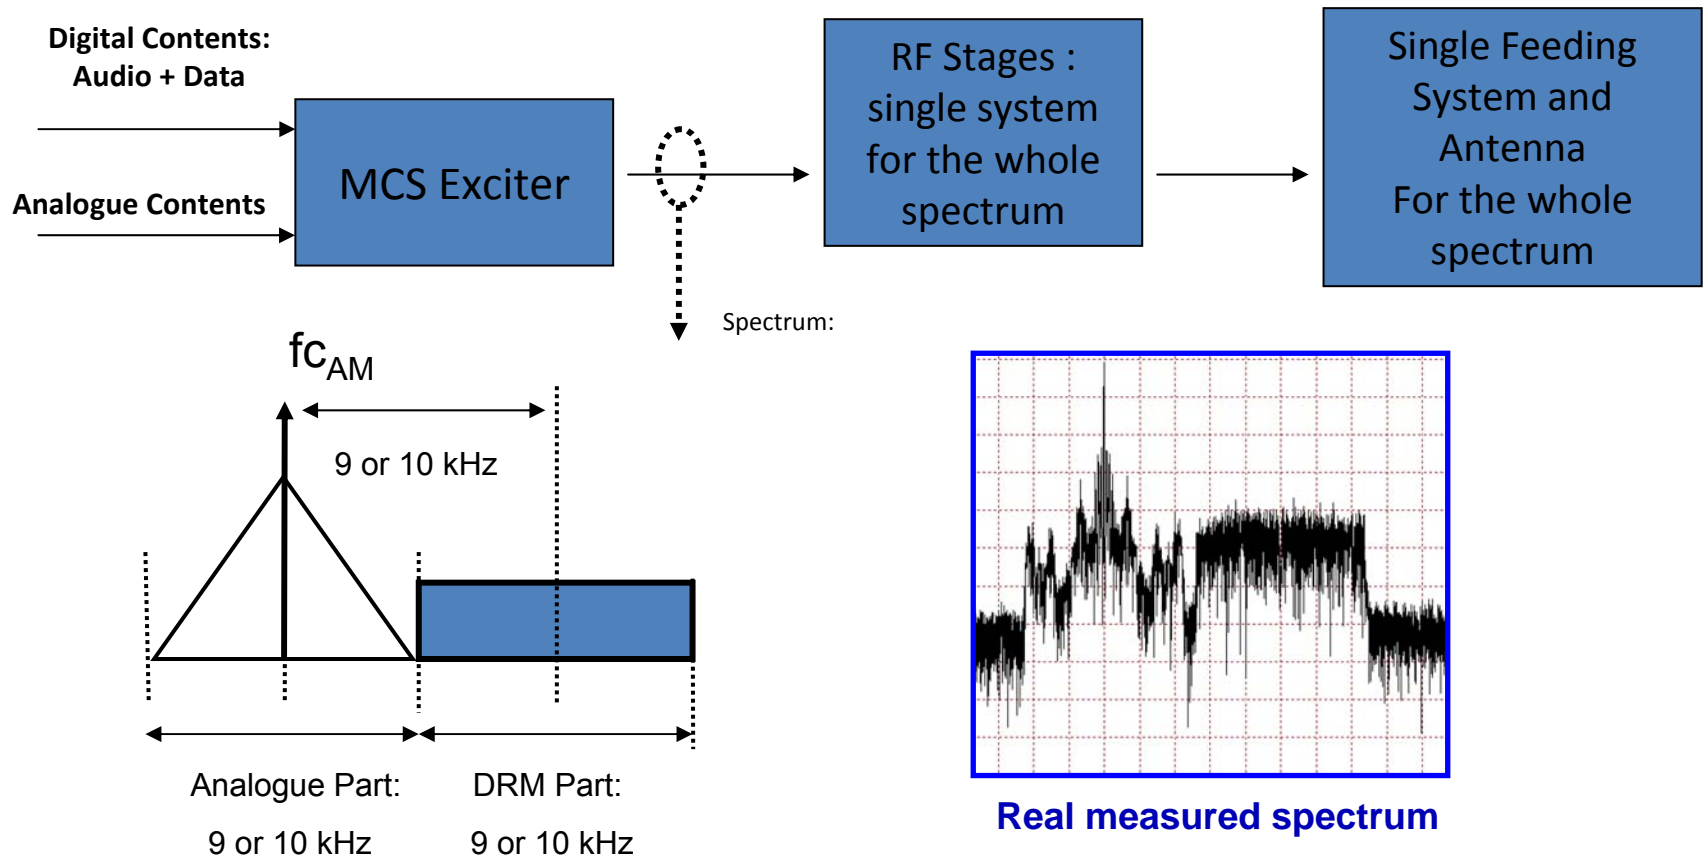 Digital Contents:
Audio + Data
Analogue Contents
MCS Exciter
RF Stages :
single system
for the whole
spectrum
Single Feeding
System and
Antenna
For the whole
spectrum
Spectrum:
fcAM
9 or 10 kHz
Analogue Part:
9 or 10 kHz
DRM Part:
9 or 10 kHz
Real measured spectrum